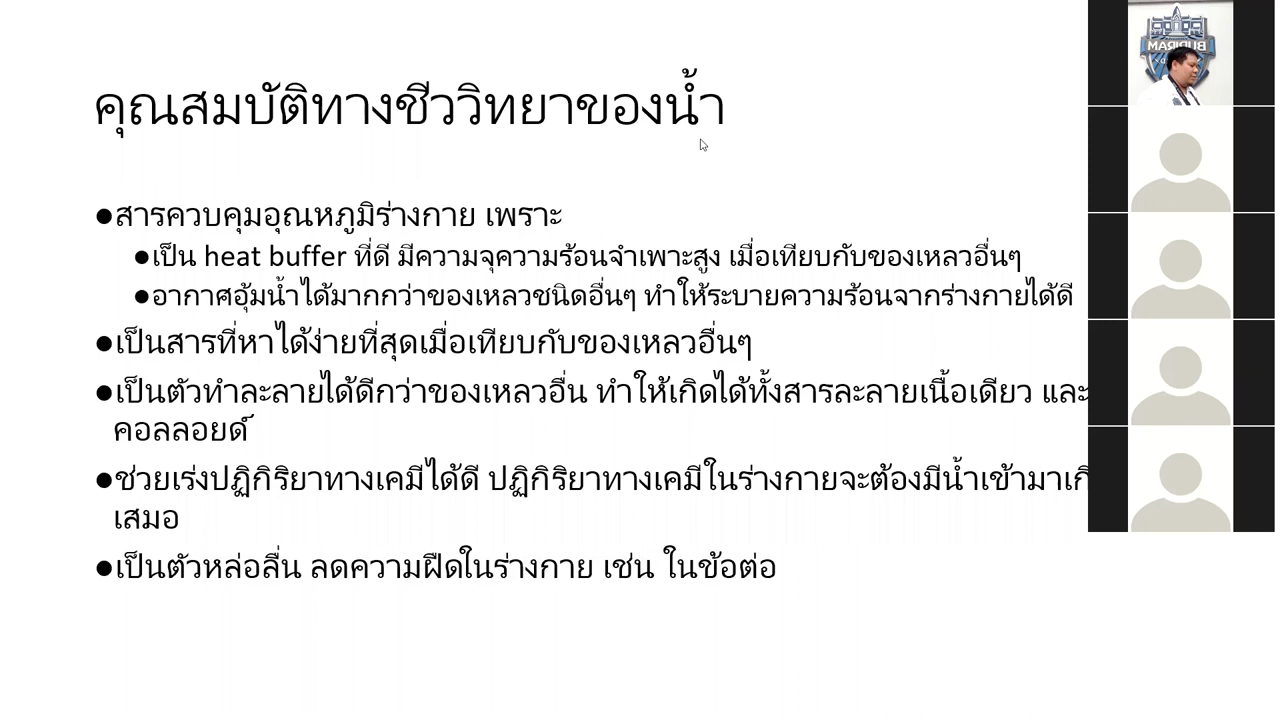 คุณสมบัติทางชีววิทยาของน้ำ
●สารควบคุมอุณหภูมิร่างกาย เพราะ
●เป็น heat buffer ที่ดี มีความจุความร้อนจำเพาะสูง เมื่อเทียบกับของเหลวอื่นๆ
●อากาศอุ้มน้ำได้มากกว่าของเหลวชนิดอื่นๆ ทำให้ระบายความร้อนจากร่างกายได้ดี
●เป็นสารที่หาได้ง่ายที่สุดเมื่อเทียบกับของเหลวอื่นๆ
●เป็นตัวทำละลายได้ดีกว่าของเหลวอื่น ทำให้เกิดได้ทั้งสารละลายเนื้อเดียว และ
คอลลอยด์
●ช่วยเร่งปฏิกิริยาทางเคมีได้ดี ปฏิกิริยาทางเคมีในร่างกายจะต้องมีน้ำเข้ามา
เสมอ
●เป็นตัวหล่อลื่น ลดความฝืดในร่างกาย เช่น ในข้อต่อ